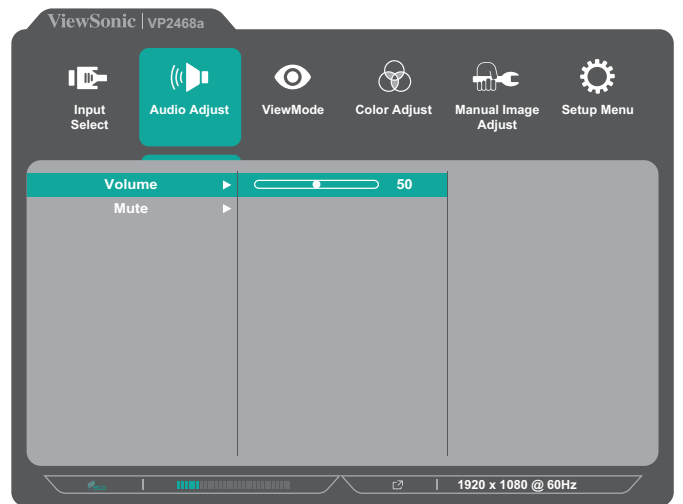 ViewSonic | VP2468a
Input Select
Audio Adjust
ViewMode
Color Adjust
Manual Image Adjust
Setup Menu
Volume
50
Mute
1920 x 1080 @ 60Hz